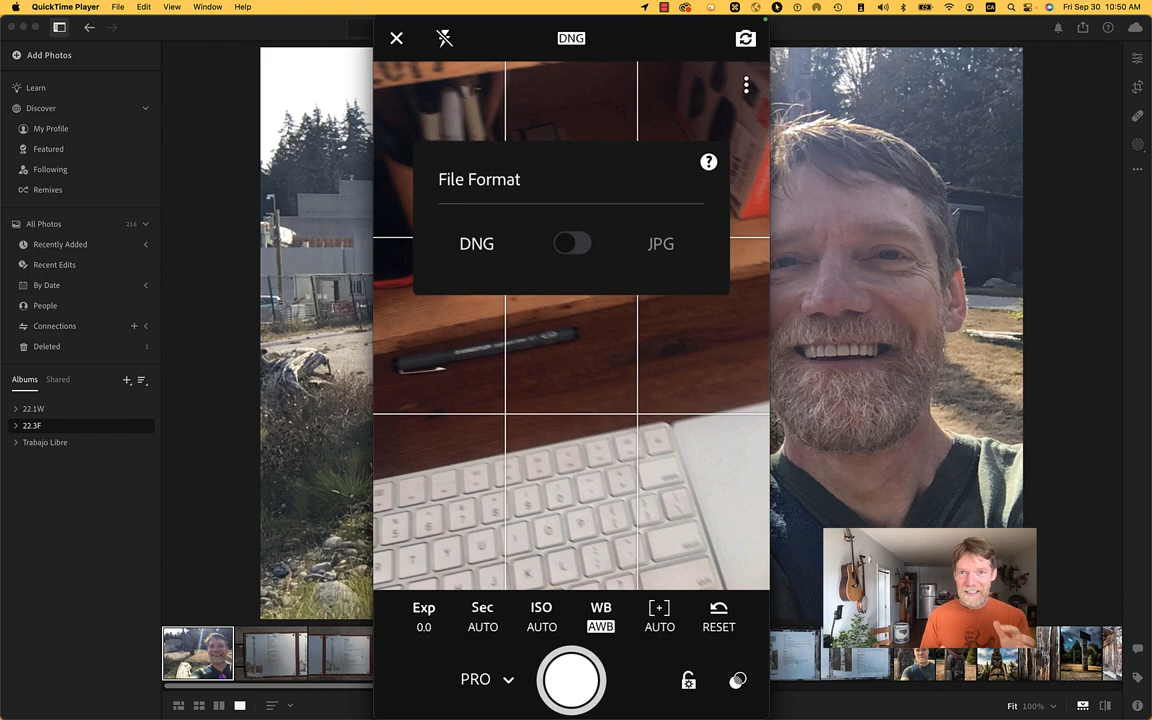 QuickTime Player File Edit View Window Help
CA Fri Sep 30 10:50 AM
DNG
Add Photos
Learn
Discover
My Profile
Featured
Following
Remixes
All Photos 216
Recently Added
Recent Edits
By Date
People
Connections
Deleted 1
Albums Shared
22.1W
22.3F
Trabajo Libre
File Format
DNG JPG
Exp Sec ISO WB RESET
0.0 AUTO AUTO AWB AUTO
PRO
Fit 100%